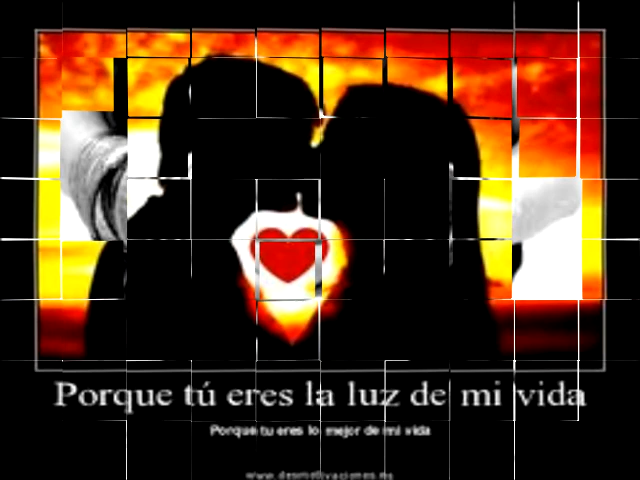 Porque tú eres la luz de mi vida
Porque tu eres lo mejor de mi vida
www.desmotivaciones.es